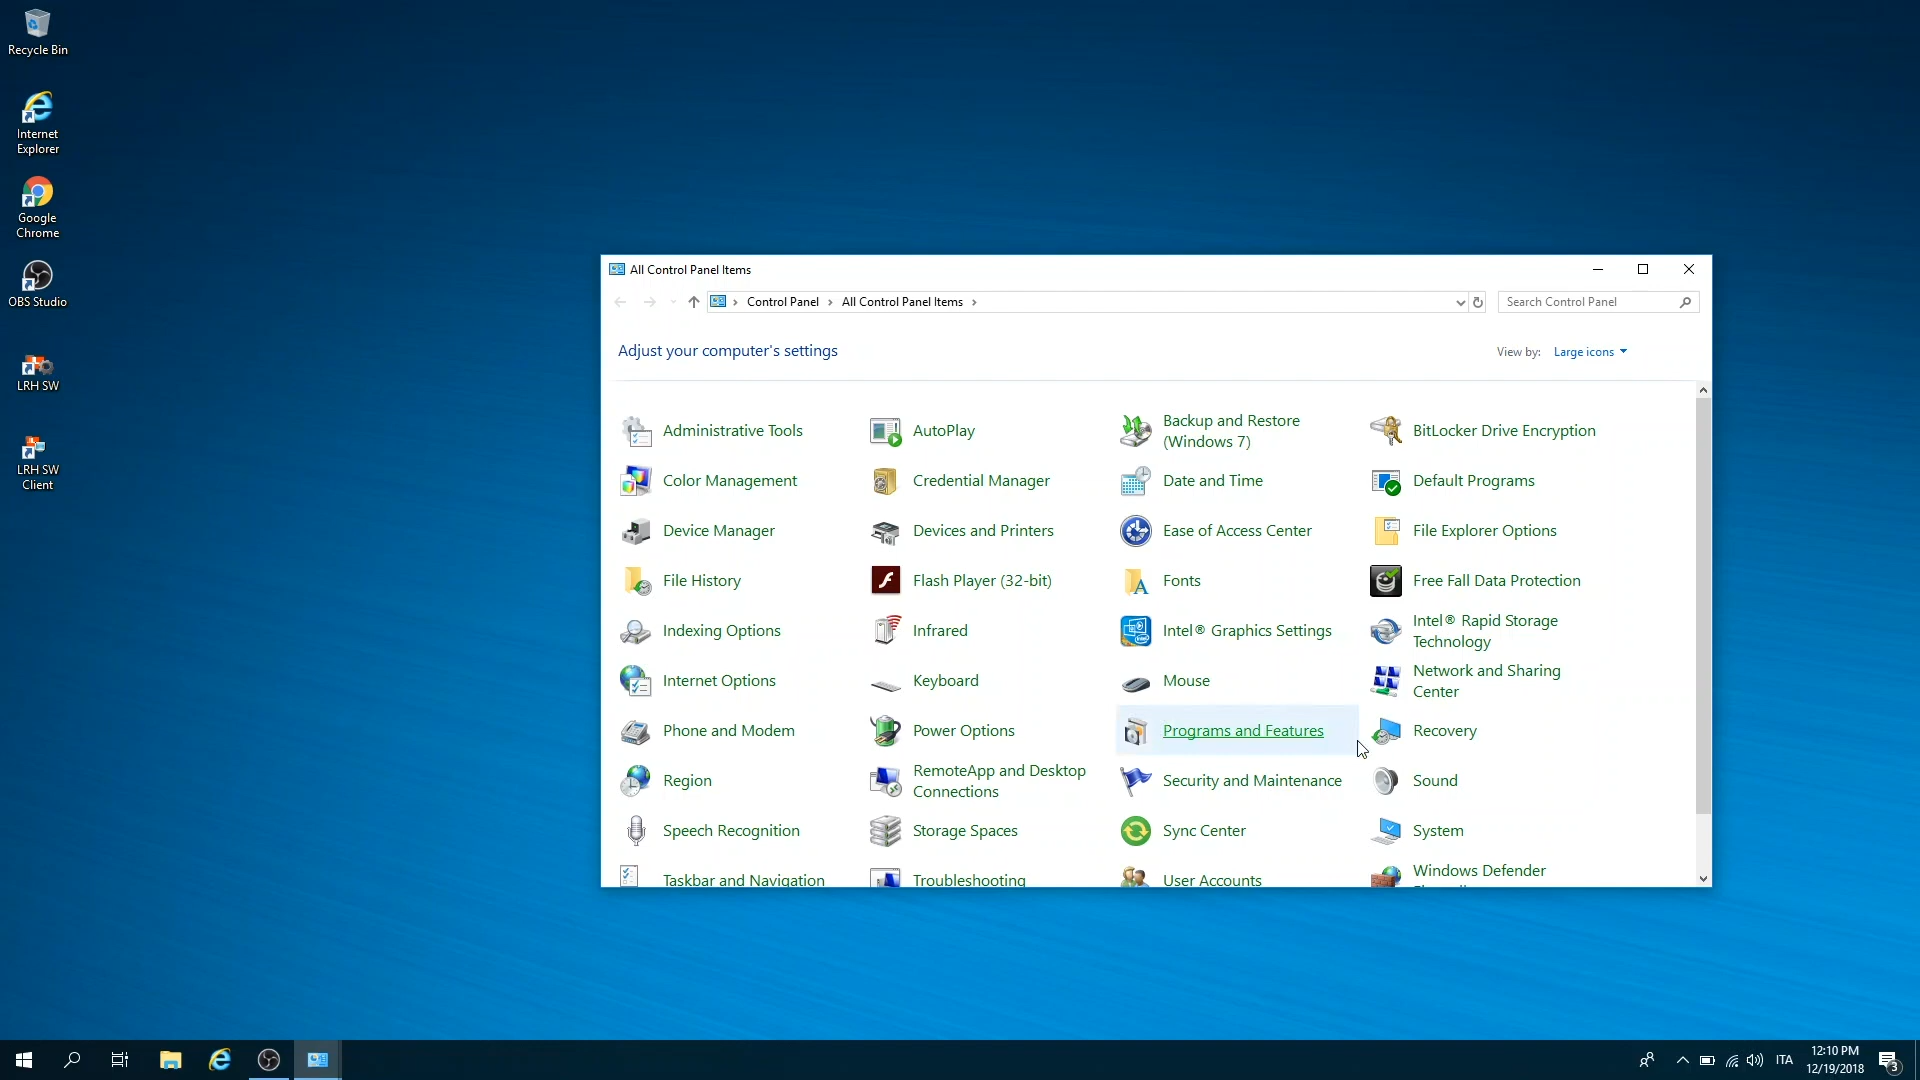 Recycle Bin
Internet
Explorer
Google
Chrome
OBS Studio
LRH SW
LRH SW
Client
All Control Panel Items
Control Panel
All Control Panel Items
Search Control Panel
Adjust your computer's settings
View by:
Large icons
Administrative Tools
AutoPlay
Backup and Restore
(Windows 7)
BitLocker Drive Encryption
Color Management
Credential Manager
Date and Time
Default Programs
Device Manager
Devices and Printers
Ease of Access Center
File Explorer Options
File History
Flash Player (32-bit)
Fonts
Free Fall Data Protection
Indexing Options
Infrared
Intel® Graphics Settings
Intel® Rapid Storage
Technology
Internet Options
Keyboard
Mouse
Network and Sharing
Center
Phone and Modem
Power Options
Programs and Features
Recovery
Region
RemoteApp and Desktop
Connections
Security and Maintenance
Sound
Speech Recognition
Storage Spaces
Sync Center
System
Taskbar and Navigation
Troubleshooting
User Accounts
Windows Defender
ITA
12:10 PM
12/19/2018
3